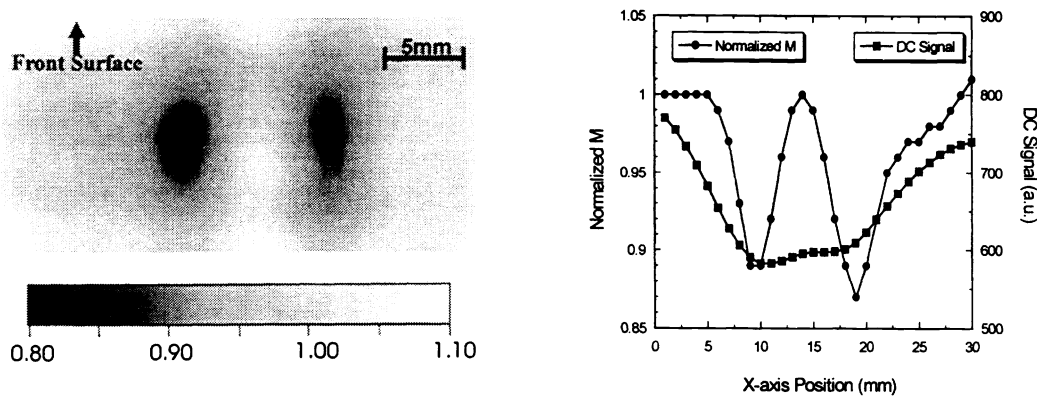 Front Surface
5mm
0.80 0.90 1.00 1.10
Normalized M
DC Signal
1.05
1
0.95
0.9
0.85
Normalized M
900
800
700
600
500
DC Signal (a.u.)
0 5 10 15 20 25 30
X-axis Position (mm)